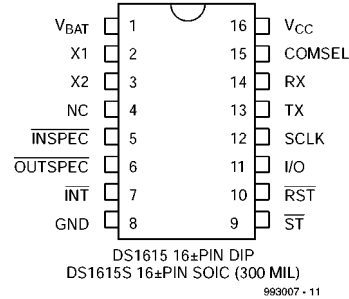 VBAT 1 16 VCC
X1 2 15 COMSEL
X2 3 14 RX
NC 4 13 TX
INSPEC 5 12 SCLK
OUTSPEC 6 11 I/O
INT 7 10 RST
GND 8 9 ST
DS1615 16±PIN DIP
DS1615S 16±PIN SOIC (300 MIL)
993007 - 11